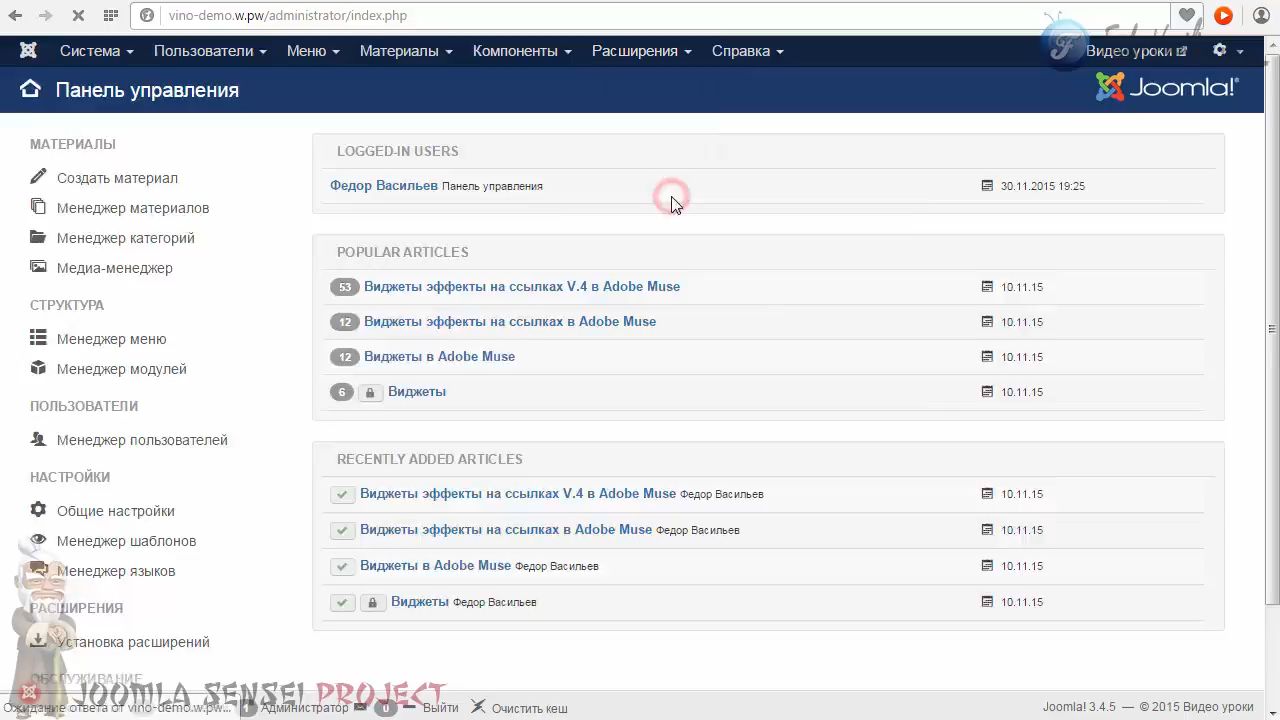 vino-demo.w.pw/administrator/index.php
Система Пользователи Меню Материалы Компоненты Расширения Справка Видео уроки
Панель управления
Joomla!
МАТЕРИАЛЫ
Создать материал
Менеджер материалов
Менеджер категорий
Медиа-менеджер
СТРУКТУРА
Менеджер меню
Менеджер модулей
ПОЛЬЗОВАТЕЛИ
Менеджер пользователей
НАСТРОЙКИ
Общие настройки
Менеджер шаблонов
Менеджер языков
РАСШИРЕНИЯ
Установка расширений
ОБСЛУЖИВАНИЕ
LOGGED-IN USERS
Федор Васильев Панель управления 30.11.2015 19:25
POPULAR ARTICLES
53 Виджеты эффекты на ссылках V.4 в Adobe Muse 10.11.15
12 Виджеты эффекты на ссылках в Adobe Muse 10.11.15
12 Виджеты в Adobe Muse 10.11.15
6 Виджеты 10.11.15
RECENTLY ADDED ARTICLES
Виджеты эффекты на ссылках V.4 в Adobe Muse Федор Васильев 10.11.15
Виджеты эффекты на ссылках в Adobe Muse Федор Васильев 10.11.15
Виджеты в Adobe Muse Федор Васильев 10.11.15
Виджеты Федор Васильев 10.11.15
JOOMLA SENSEI PROJECT
Ожидание ответа от vino-demo.w.pw... Администратор Выйти Очистить кеш
Joomla! 3.4.5 — © 2015 Видео уроки